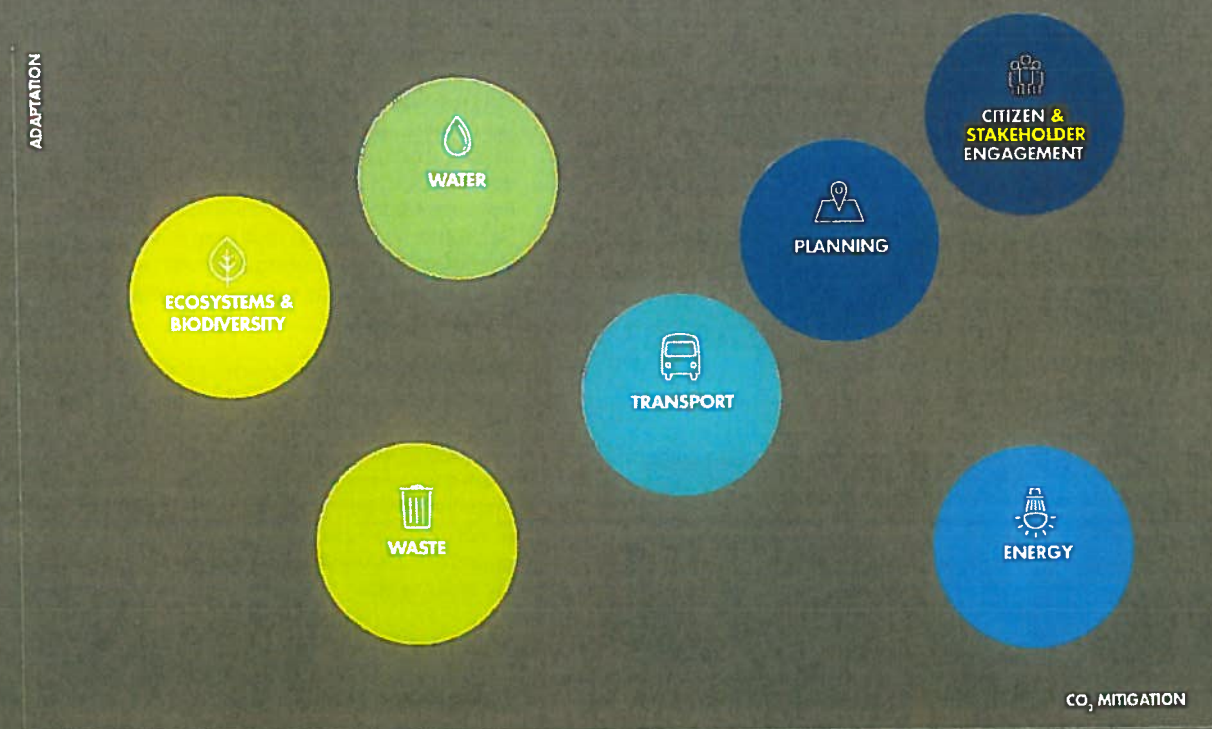 ADAPTATION
CITIZEN &
STAKEHOLDER
ENGAGEMENT
WATER
PLANNING
ECOSYSTEMS &
BIODIVERSITY
TRANSPORT
WASTE
ENERGY
CO₂ MITIGATION